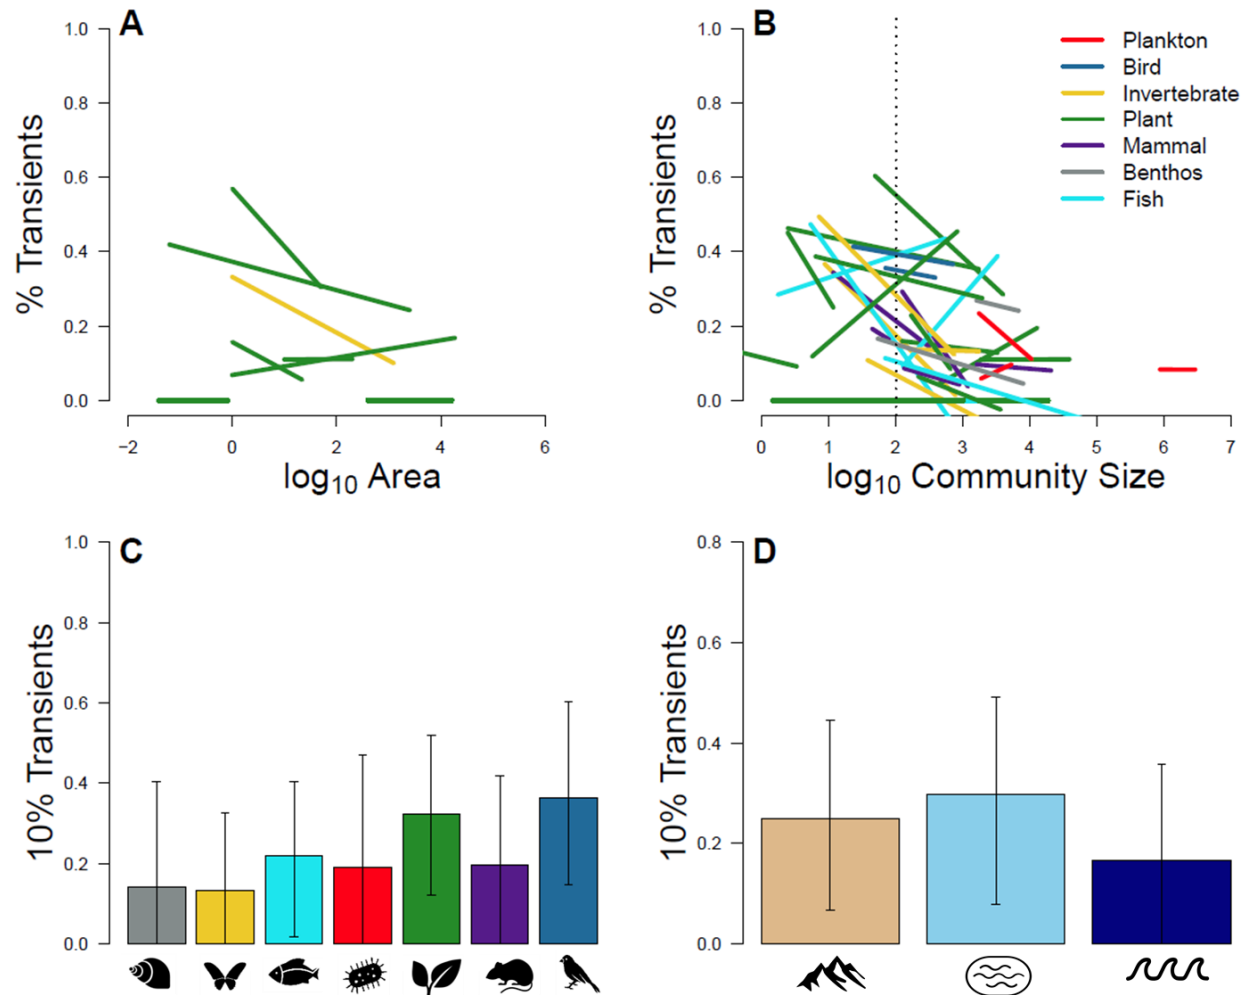 A
% Transients
1.0
0.8
0.6
0.4
0.2
0.0
−2 0 2 4 6
log10 Area
B
% Transients
1.0
0.8
0.6
0.4
0.2
0.0
0 1 2 3 4 5 6 7
log10 Community Size
Plankton
Bird
Invertebrate
Plant
Mammal
Benthos
Fish
C
10% Transients
1.0
0.8
0.6
0.4
0.2
0.0
D
10% Transients
0.8
0.6
0.4
0.2
0.0